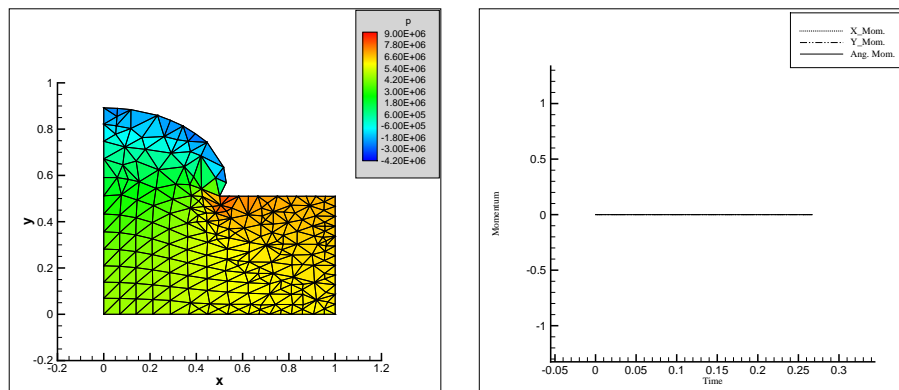 p
9.00E+06
7.80E+06
6.60E+06
5.40E+06
4.20E+06
3.00E+06
1.80E+06
6.00E+05
-6.00E+05
-1.80E+06
-3.00E+06
-4.20E+06
1
0.8
0.6
0.4
0.2
0
-0.2
y
-0.2 0 0.2 0.4 0.6 0.8 1 1.2
x
X_Mom.
Y_Mom.
Ang. Mom.
1
0.5
0
-0.5
-1
Momentum
-0.05 0 0.05 0.1 0.15 0.2 0.25 0.3
Time